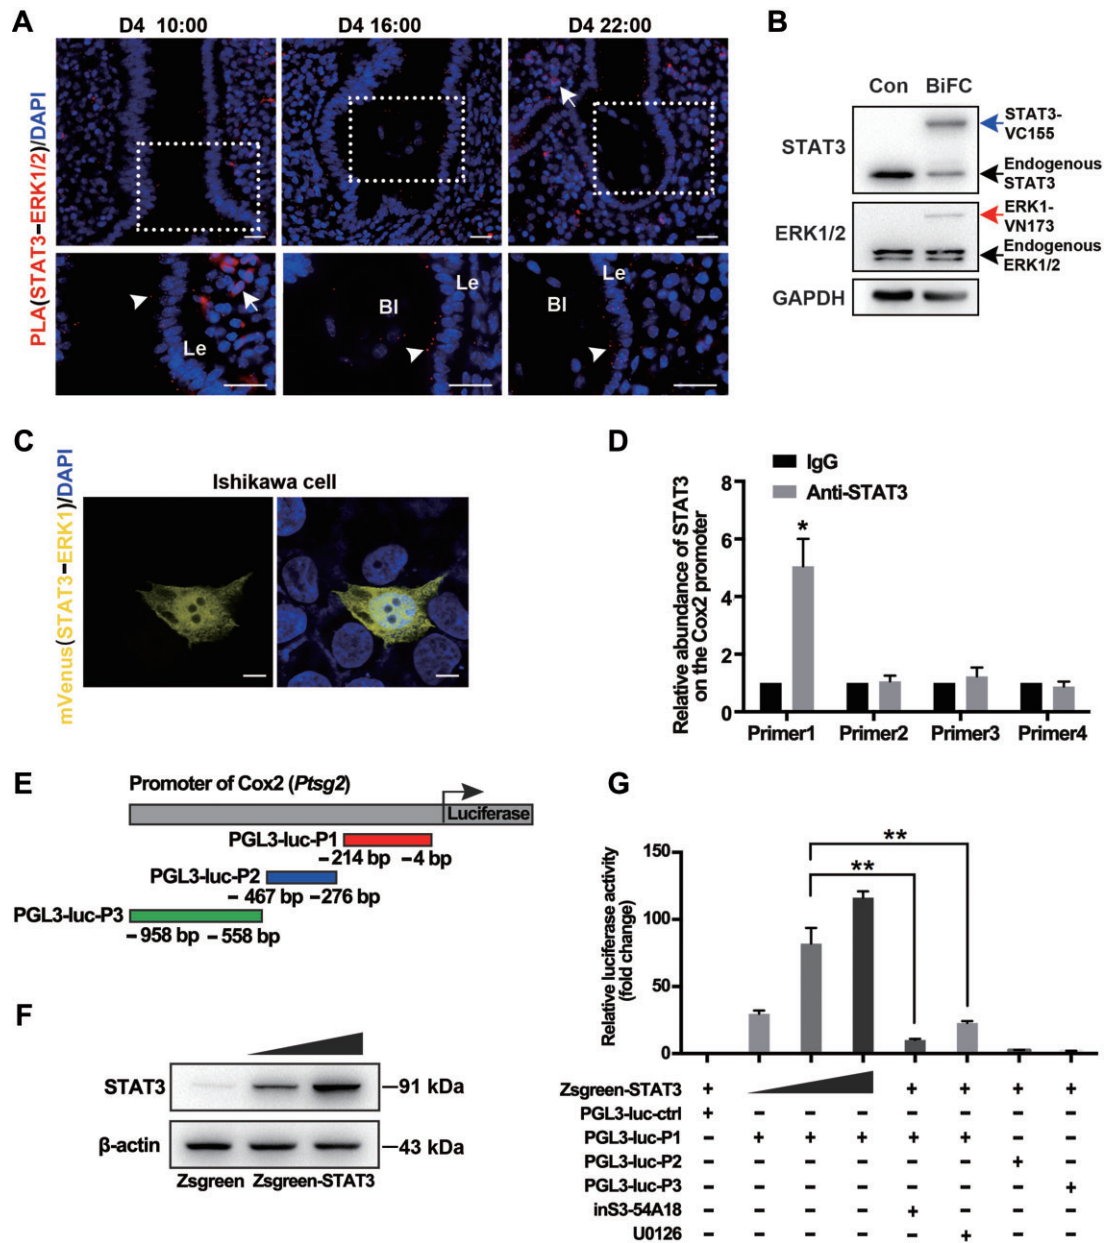 A
D4 10:00
D4 16:00
D4 22:00
PLA(STAT3–ERK1/2)/DAPI
Le
Bl
Le
Bl
Le
B
Con BiFC
STAT3
STAT3-
VC155
Endogenous
STAT3
ERK1/2
ERK1-
VN173
Endogenous
ERK1/2
GAPDH
C
Ishikawa cell
mVenus(STAT3–ERK1)/DAPI
D
IgG
Anti-STAT3
Relative abundance of STAT3
on the Cox2 promoter
8
6
4
2
0
*
Primer1 Primer2 Primer3 Primer4
E
Promoter of Cox2 (Ptsg2)
Luciferase
PGL3-luc-P1
–214 bp –4 bp
PGL3-luc-P2
– 467 bp –276 bp
PGL3-luc-P3
– 958 bp – 558 bp
F
STAT3
91 kDa
β-actin
43 kDa
Zsgreen Zsgreen-STAT3
G
Relative luciferase activity
(fold change)
150
100
50
0
**
**
Zsgreen-STAT3 + + + + +
PGL3-luc-ctrl + – – – – – – –
PGL3-luc-P1 – + + + + + – –
PGL3-luc-P2 – – – – – – + –
PGL3-luc-P3 – – – – – – – +
inS3-54A18 – – – – + – – –
U0126 – – – – – + – –